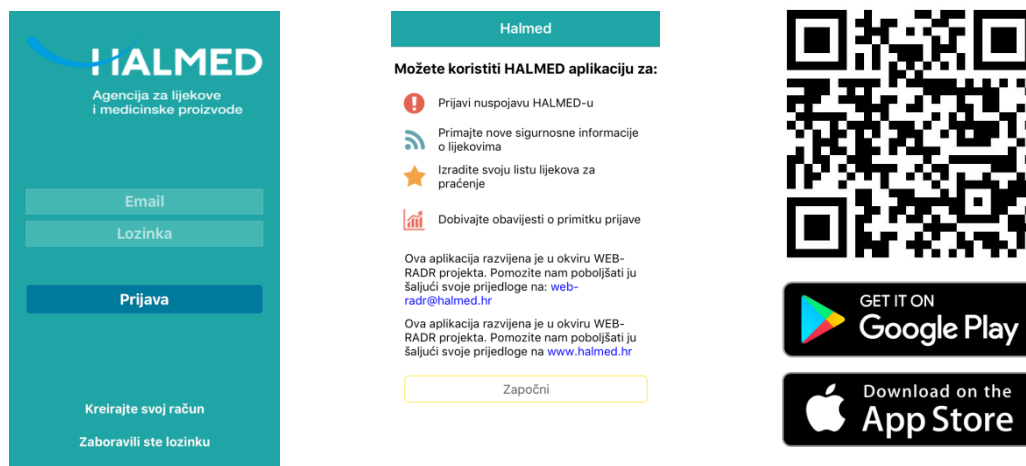 HALMED
Agencija za lijekove
i medicinske proizvode
Email
Lozinka
Prijava
Kreirajte svoj račun
Zaboravili ste lozinku
Halmed
Možete koristiti HALMED aplikaciju za:
Prijavi nuspojavu HALMED-u
Primajte nove sigurnosne informacije
o lijekovima
Izradite svoju listu lijekova za
praćenje
Dobivajte obavijesti o primitku prijave
Ova aplikacija razvijena je u okviru WEB-
RADR projekta. Pomozite nam poboljšati ju
šaljući svoje prijedloge na: web-
radr@halmed.hr
Ova aplikacija razvijena je u okviru WEB-
RADR projekta. Pomozite nam poboljšati ju
šaljući svoje prijedloge na www.halmed.hr
Započni
GET IT ON
Google Play
Download on the
App Store